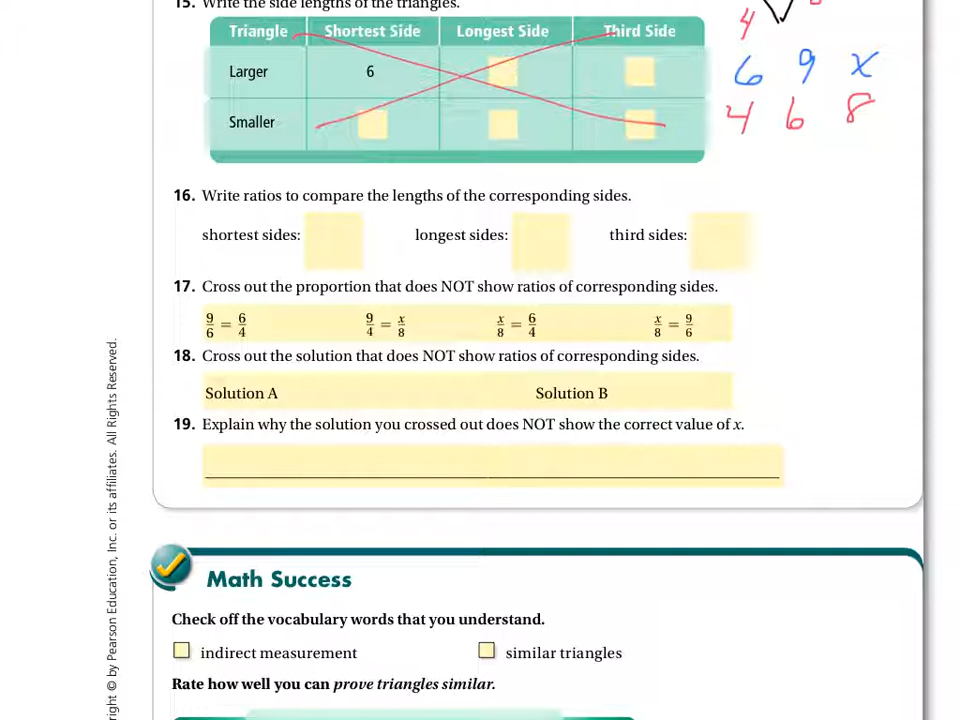 15. Write the side lengths of the triangles.
Triangle Shortest Side Longest Side Third Side
Larger 6
Smaller
4
6 9 x
4 6 8
16. Write ratios to compare the lengths of the corresponding sides.
shortest sides: longest sides: third sides:
17. Cross out the proportion that does NOT show ratios of corresponding sides.
9/6 = 6/4 9/4 = x/8 x/8 = 6/4 x/8 = 9/6
18. Cross out the solution that does NOT show ratios of corresponding sides.
Solution A Solution B
19. Explain why the solution you crossed out does NOT show the correct value of x.
Math Success
Check off the vocabulary words that you understand.
indirect measurement similar triangles
Rate how well you can prove triangles similar.
© by Pearson Education, Inc. or its affiliates. All Rights Reserved.